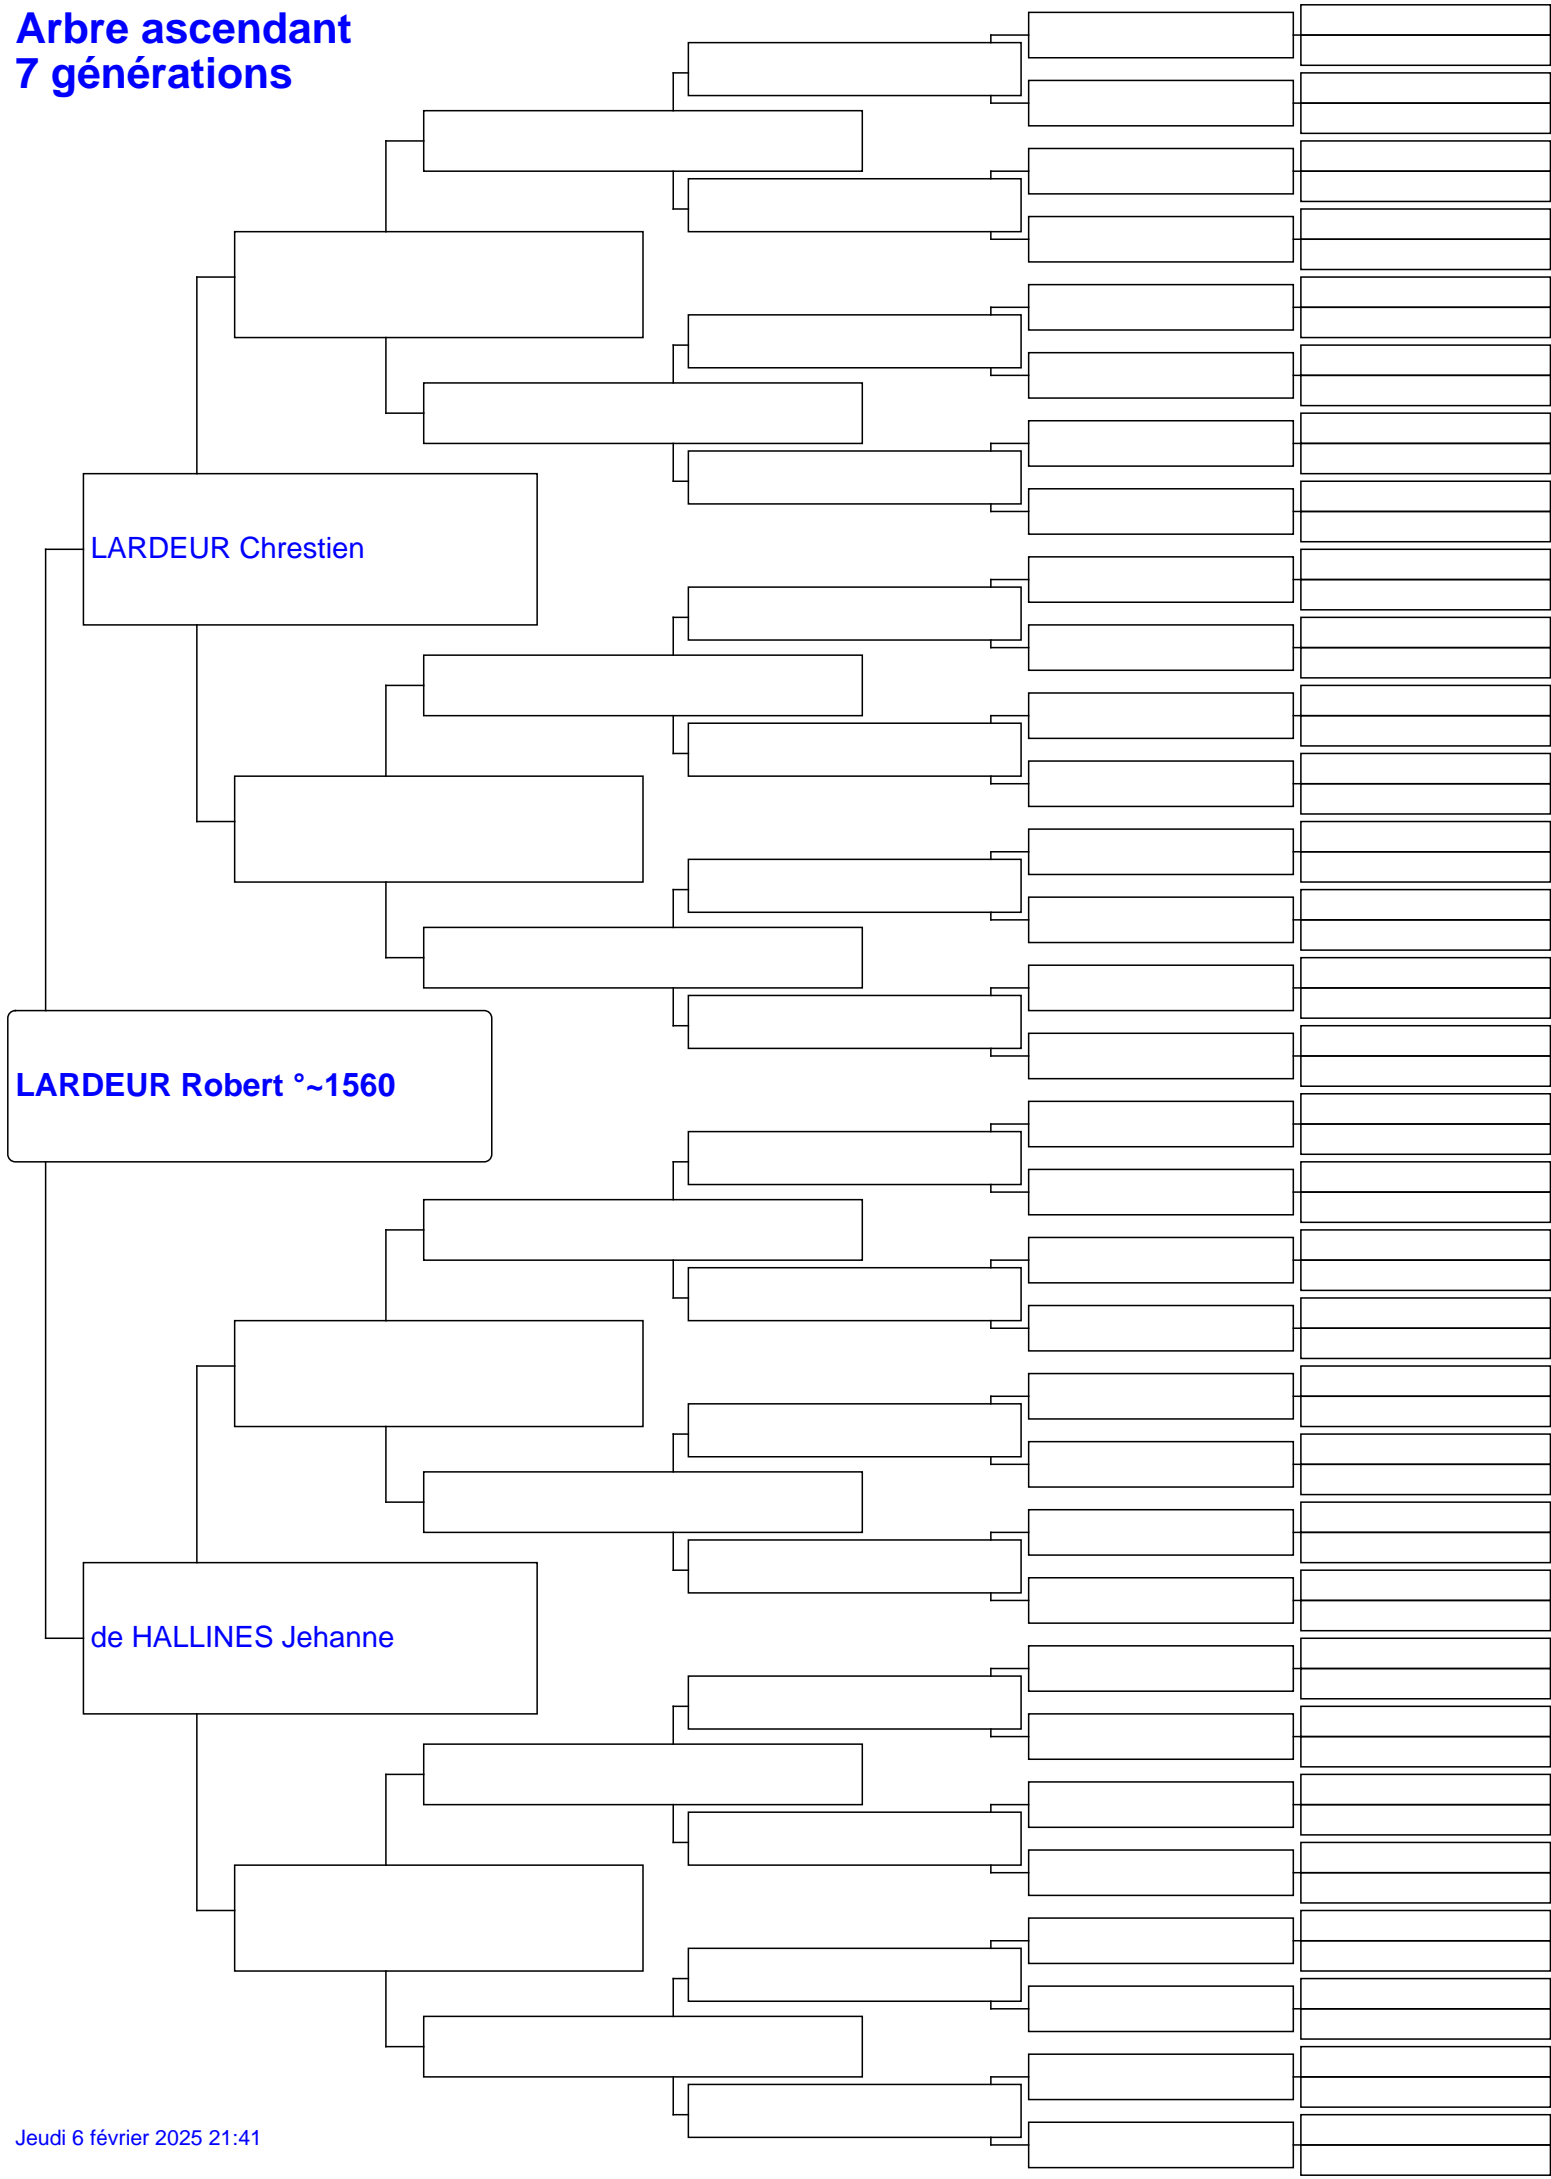 Arbre ascendant
7 générations
LARDEUR Chrestien
LARDEUR Robert °~1560
de HALLINES Jehanne
Jeudi 6 février 2025 21:41